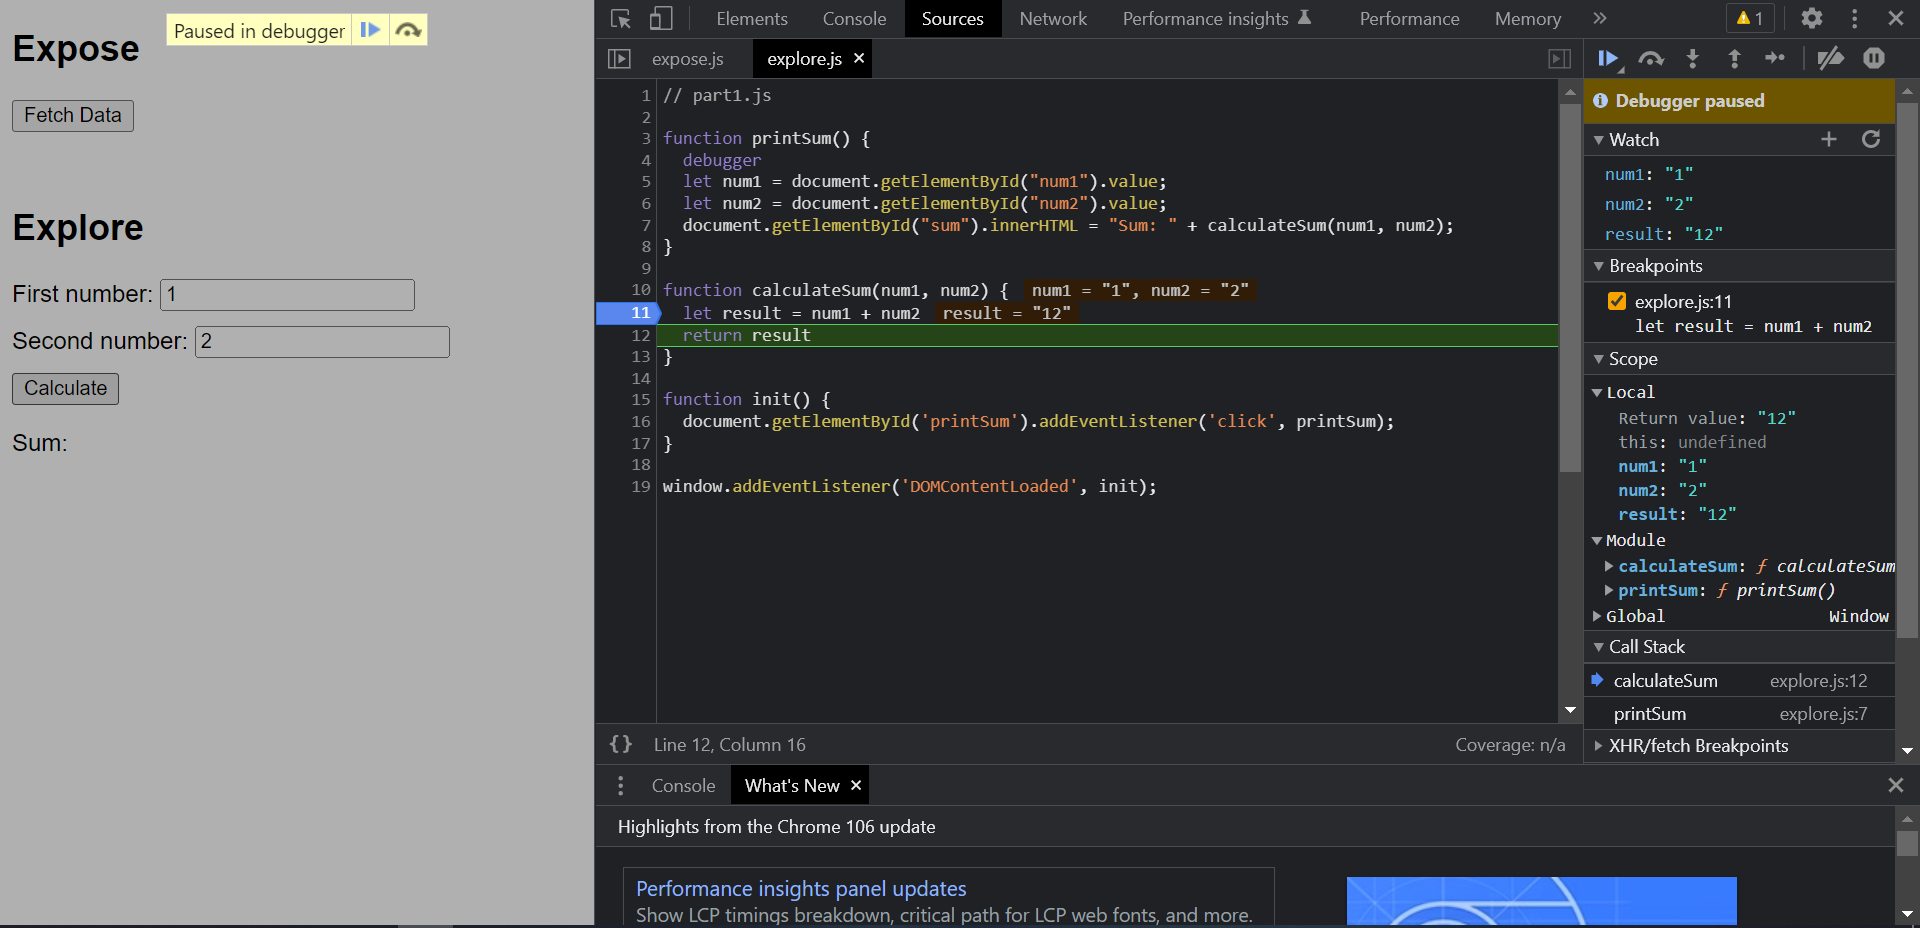 Expose
Paused in debugger
Fetch Data
Explore
First number: 1
Second number: 2
Calculate
Sum:
Elements Console Sources Network Performance insights Performance Memory » 1
expose.js explore.js ×
1 // part1.js
2
3 function printSum() {
4 debugger
5 let num1 = document.getElementById("num1").value;
6 let num2 = document.getElementById("num2").value;
7 document.getElementById("sum").innerHTML = "Sum: " + calculateSum(num1, num2);
8 }
9
10 function calculateSum(num1, num2) { num1 = "1", num2 = "2"
11 let result = num1 + num2 result = "12"
12 return result
13 }
14
15 function init() {
16 document.getElementById('printSum').addEventListener('click', printSum);
17 }
18
19 window.addEventListener('DOMContentLoaded', init);
{} Line 12, Column 16 Coverage: n/a
Debugger paused
Watch
num1: "1"
num2: "2"
result: "12"
Breakpoints
explore.js:11
let result = num1 + num2
Scope
Local
Return value: "12"
this: undefined
num1: "1"
num2: "2"
result: "12"
Module
calculateSum: ƒ calculateSum
printSum: ƒ printSum()
Global Window
Call Stack
calculateSum explore.js:12
printSum explore.js:7
XHR/fetch Breakpoints
Console What's New ×
Highlights from the Chrome 106 update
Performance insights panel updates
Show LCP timings breakdown, critical path for LCP web fonts, and more.